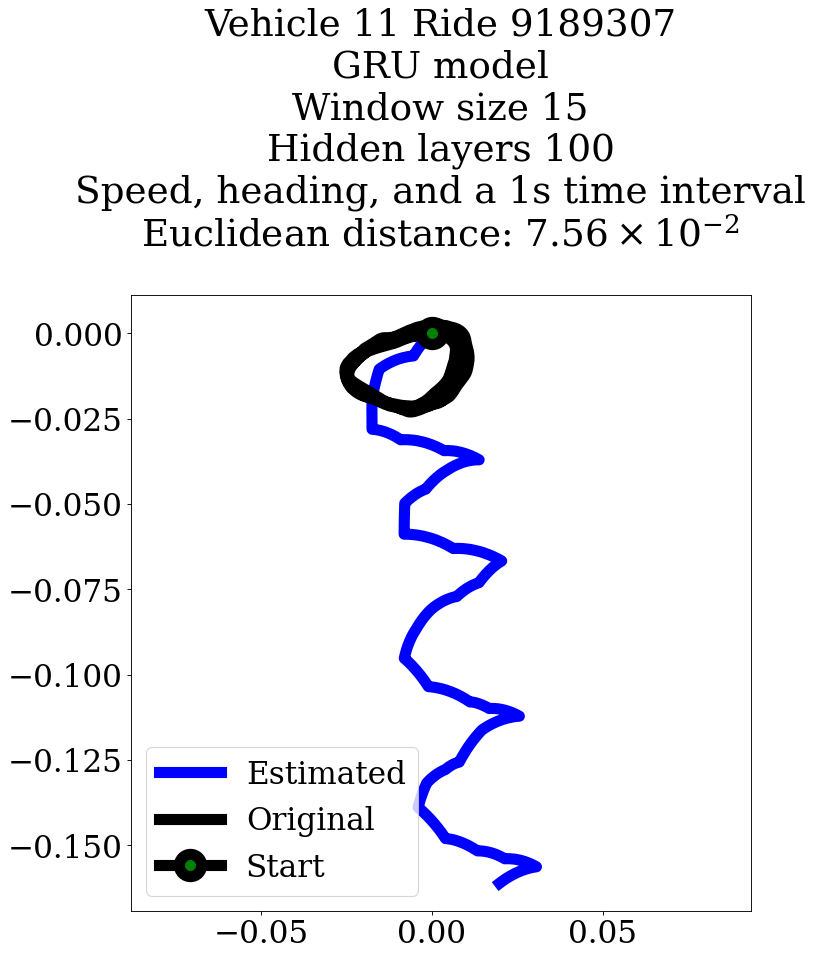 Vehicle 11 Ride 9189307
GRU model
Window size 15
Hidden layers 100
Speed, heading, and a 1s time interval
Euclidean distance: 7.56 × 10⁻²
0.000
−0.025
−0.050
−0.075
−0.100
−0.125
−0.150
Estimated
Original
Start
−0.05 0.00 0.05